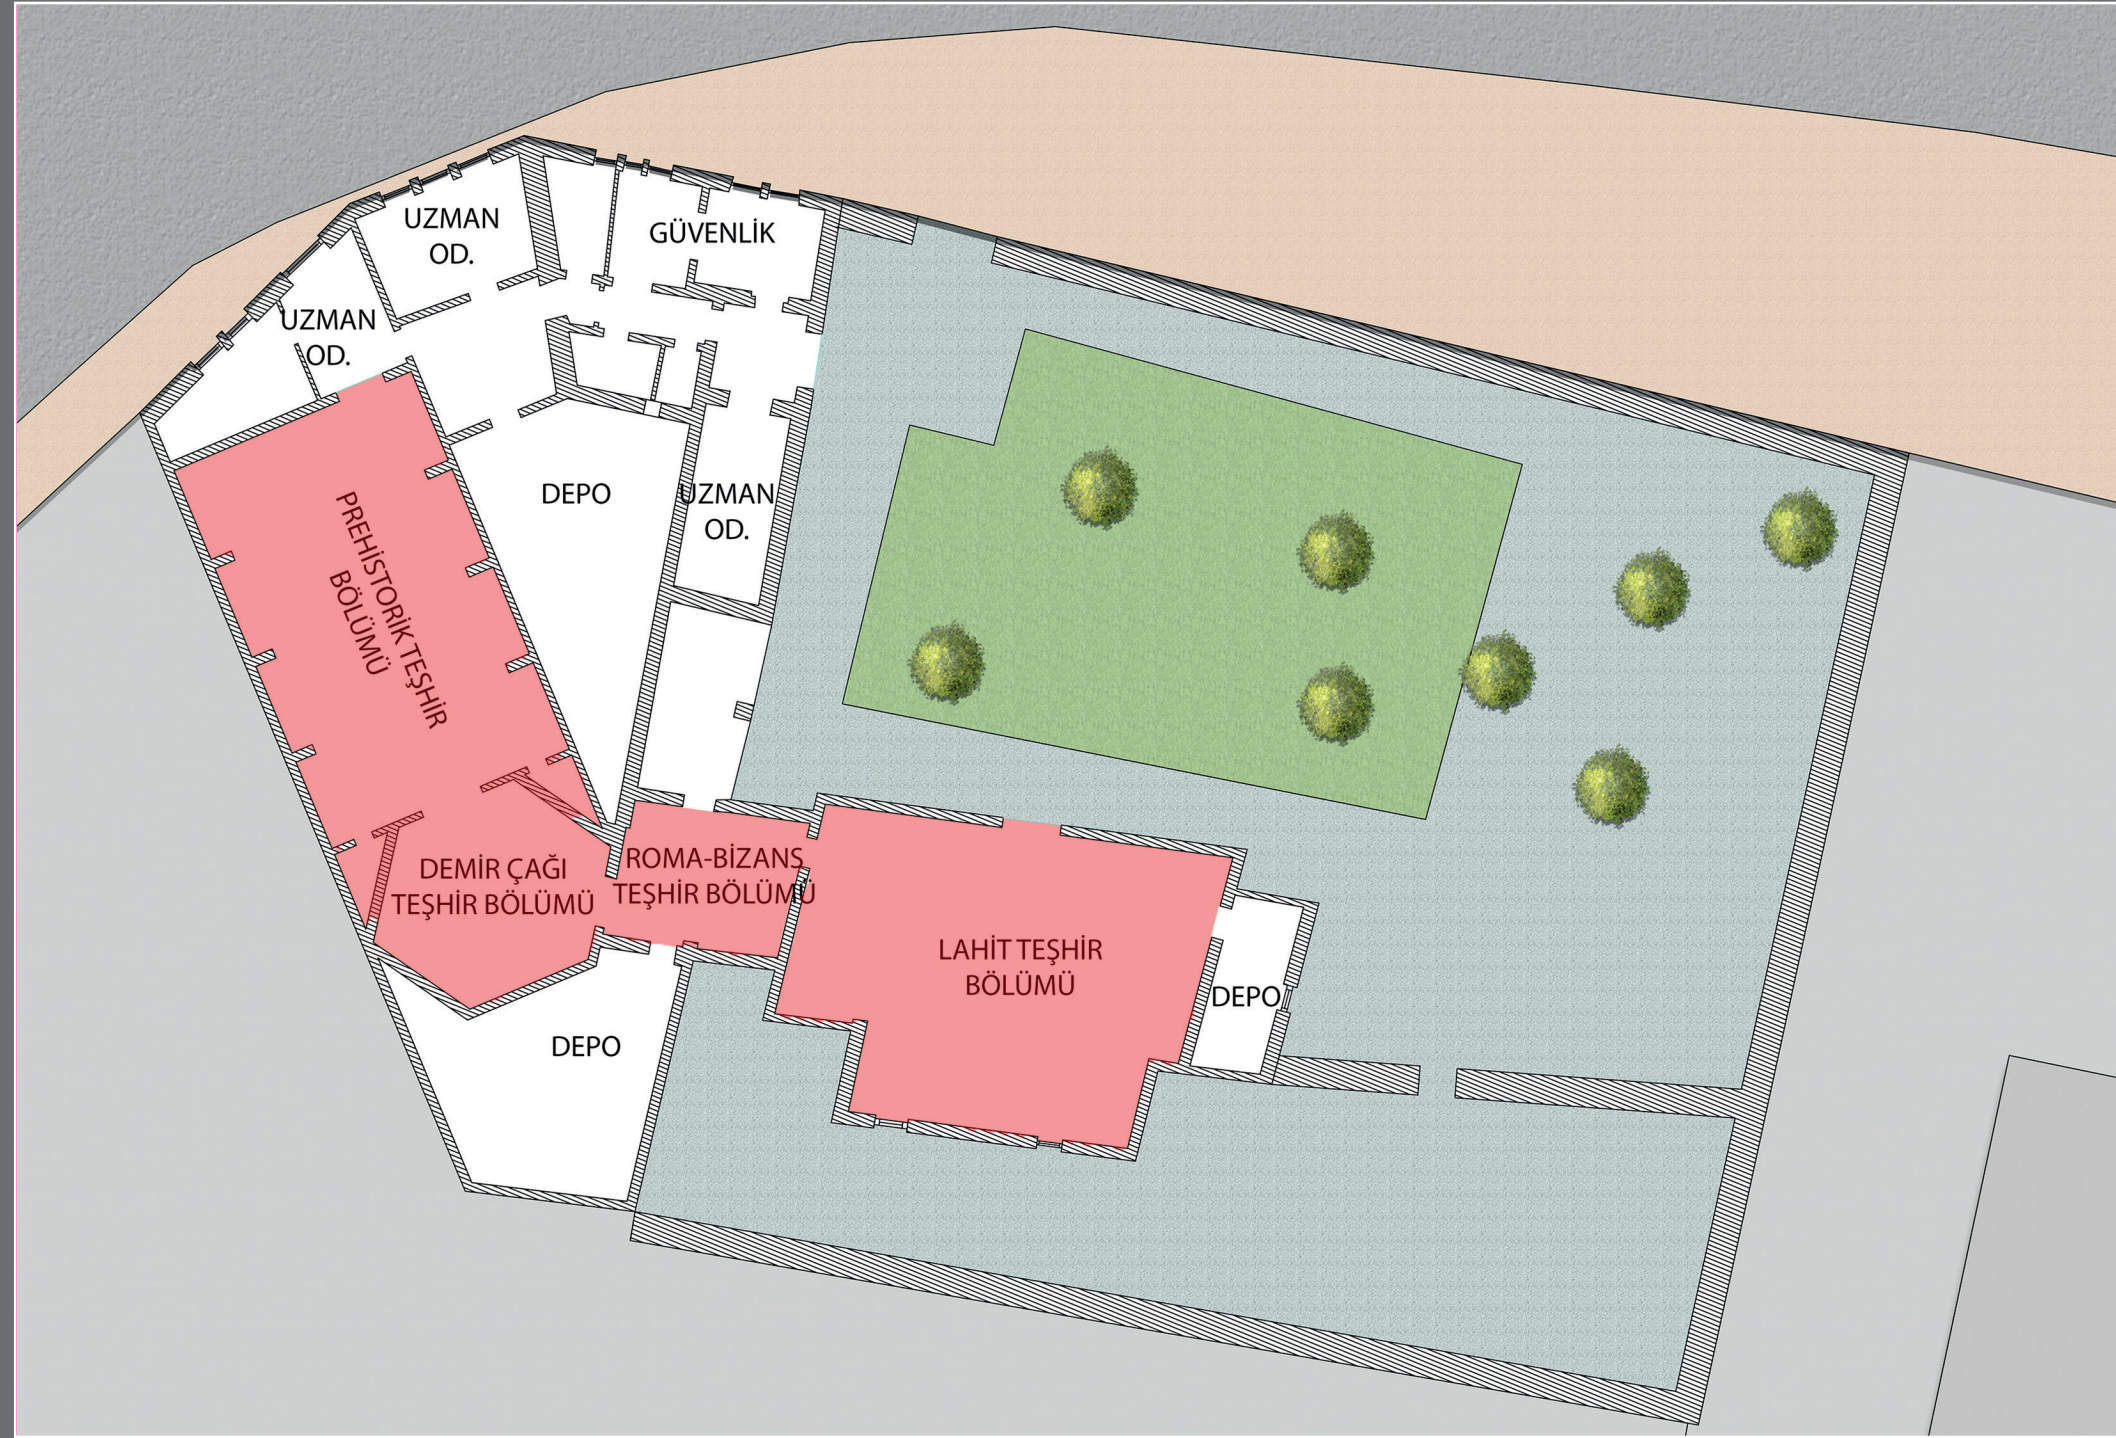 UZMAN
OD.
GÜVENLİK
UZMAN
OD.
DEPO
UZMAN
OD.
PREHİSTORİK TEŞHİR
BÖLÜMÜ
DEMİR ÇAĞI
TEŞHİR BÖLÜMÜ
ROMA-BİZANS
TEŞHİR BÖLÜMÜ
LAHİT TEŞHİR
BÖLÜMÜ
DEPO
DEPO